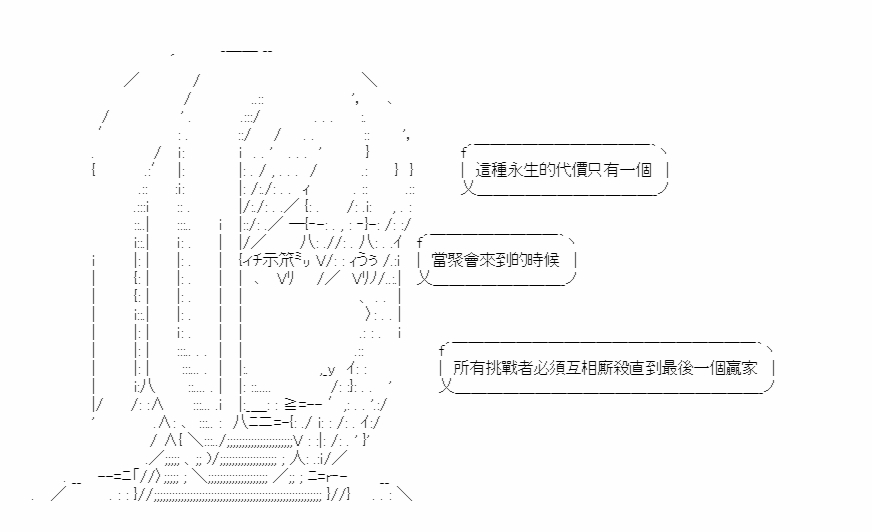 這種永生的代價只有一個
當聚會來到的時候
所有挑戰者必須互相廝殺直到最後一個贏家